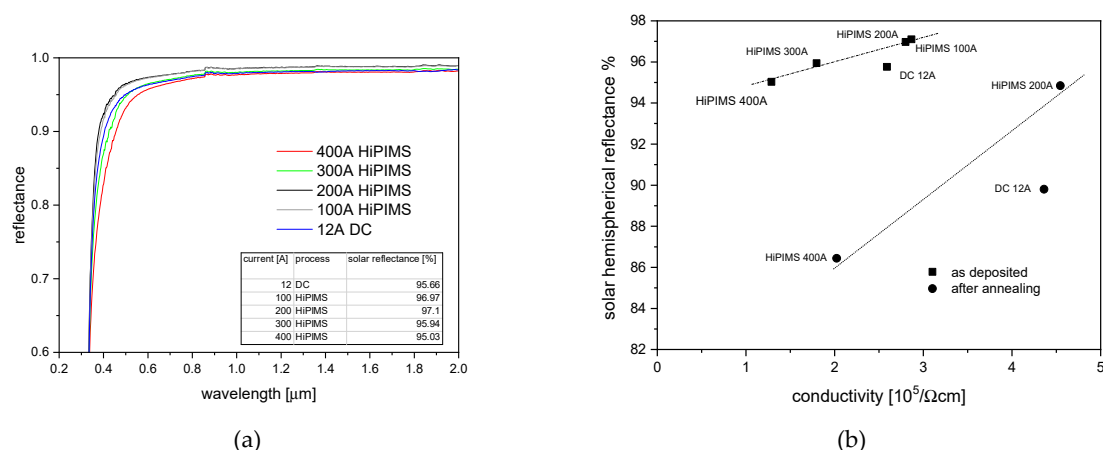 1.0
0.9
0.8
0.7
0.6
reflectance
400A HiPIMS
300A HiPIMS
200A HiPIMS
100A HiPIMS
12A DC
current [A] process solar reflectance [%]
12 DC 95.66
100 HiPIMS 96.97
200 HiPIMS 97.1
300 HiPIMS 95.94
400 HiPIMS 95.03
0.2 0.4 0.6 0.8 1.0 1.2 1.4 1.6 1.8 2.0
wavelength [μm]
(a)
98
96
94
92
90
88
86
84
82
solar hemispherical reflectance %
HiPIMS 200A
HiPIMS 100A
HiPIMS 300A
DC 12A
HiPIMS 400A
HiPIMS 200A
DC 12A
HiPIMS 400A
as deposited
after annealing
0 1 2 3 4 5
conductivity [10⁵/Ωcm]
(b)